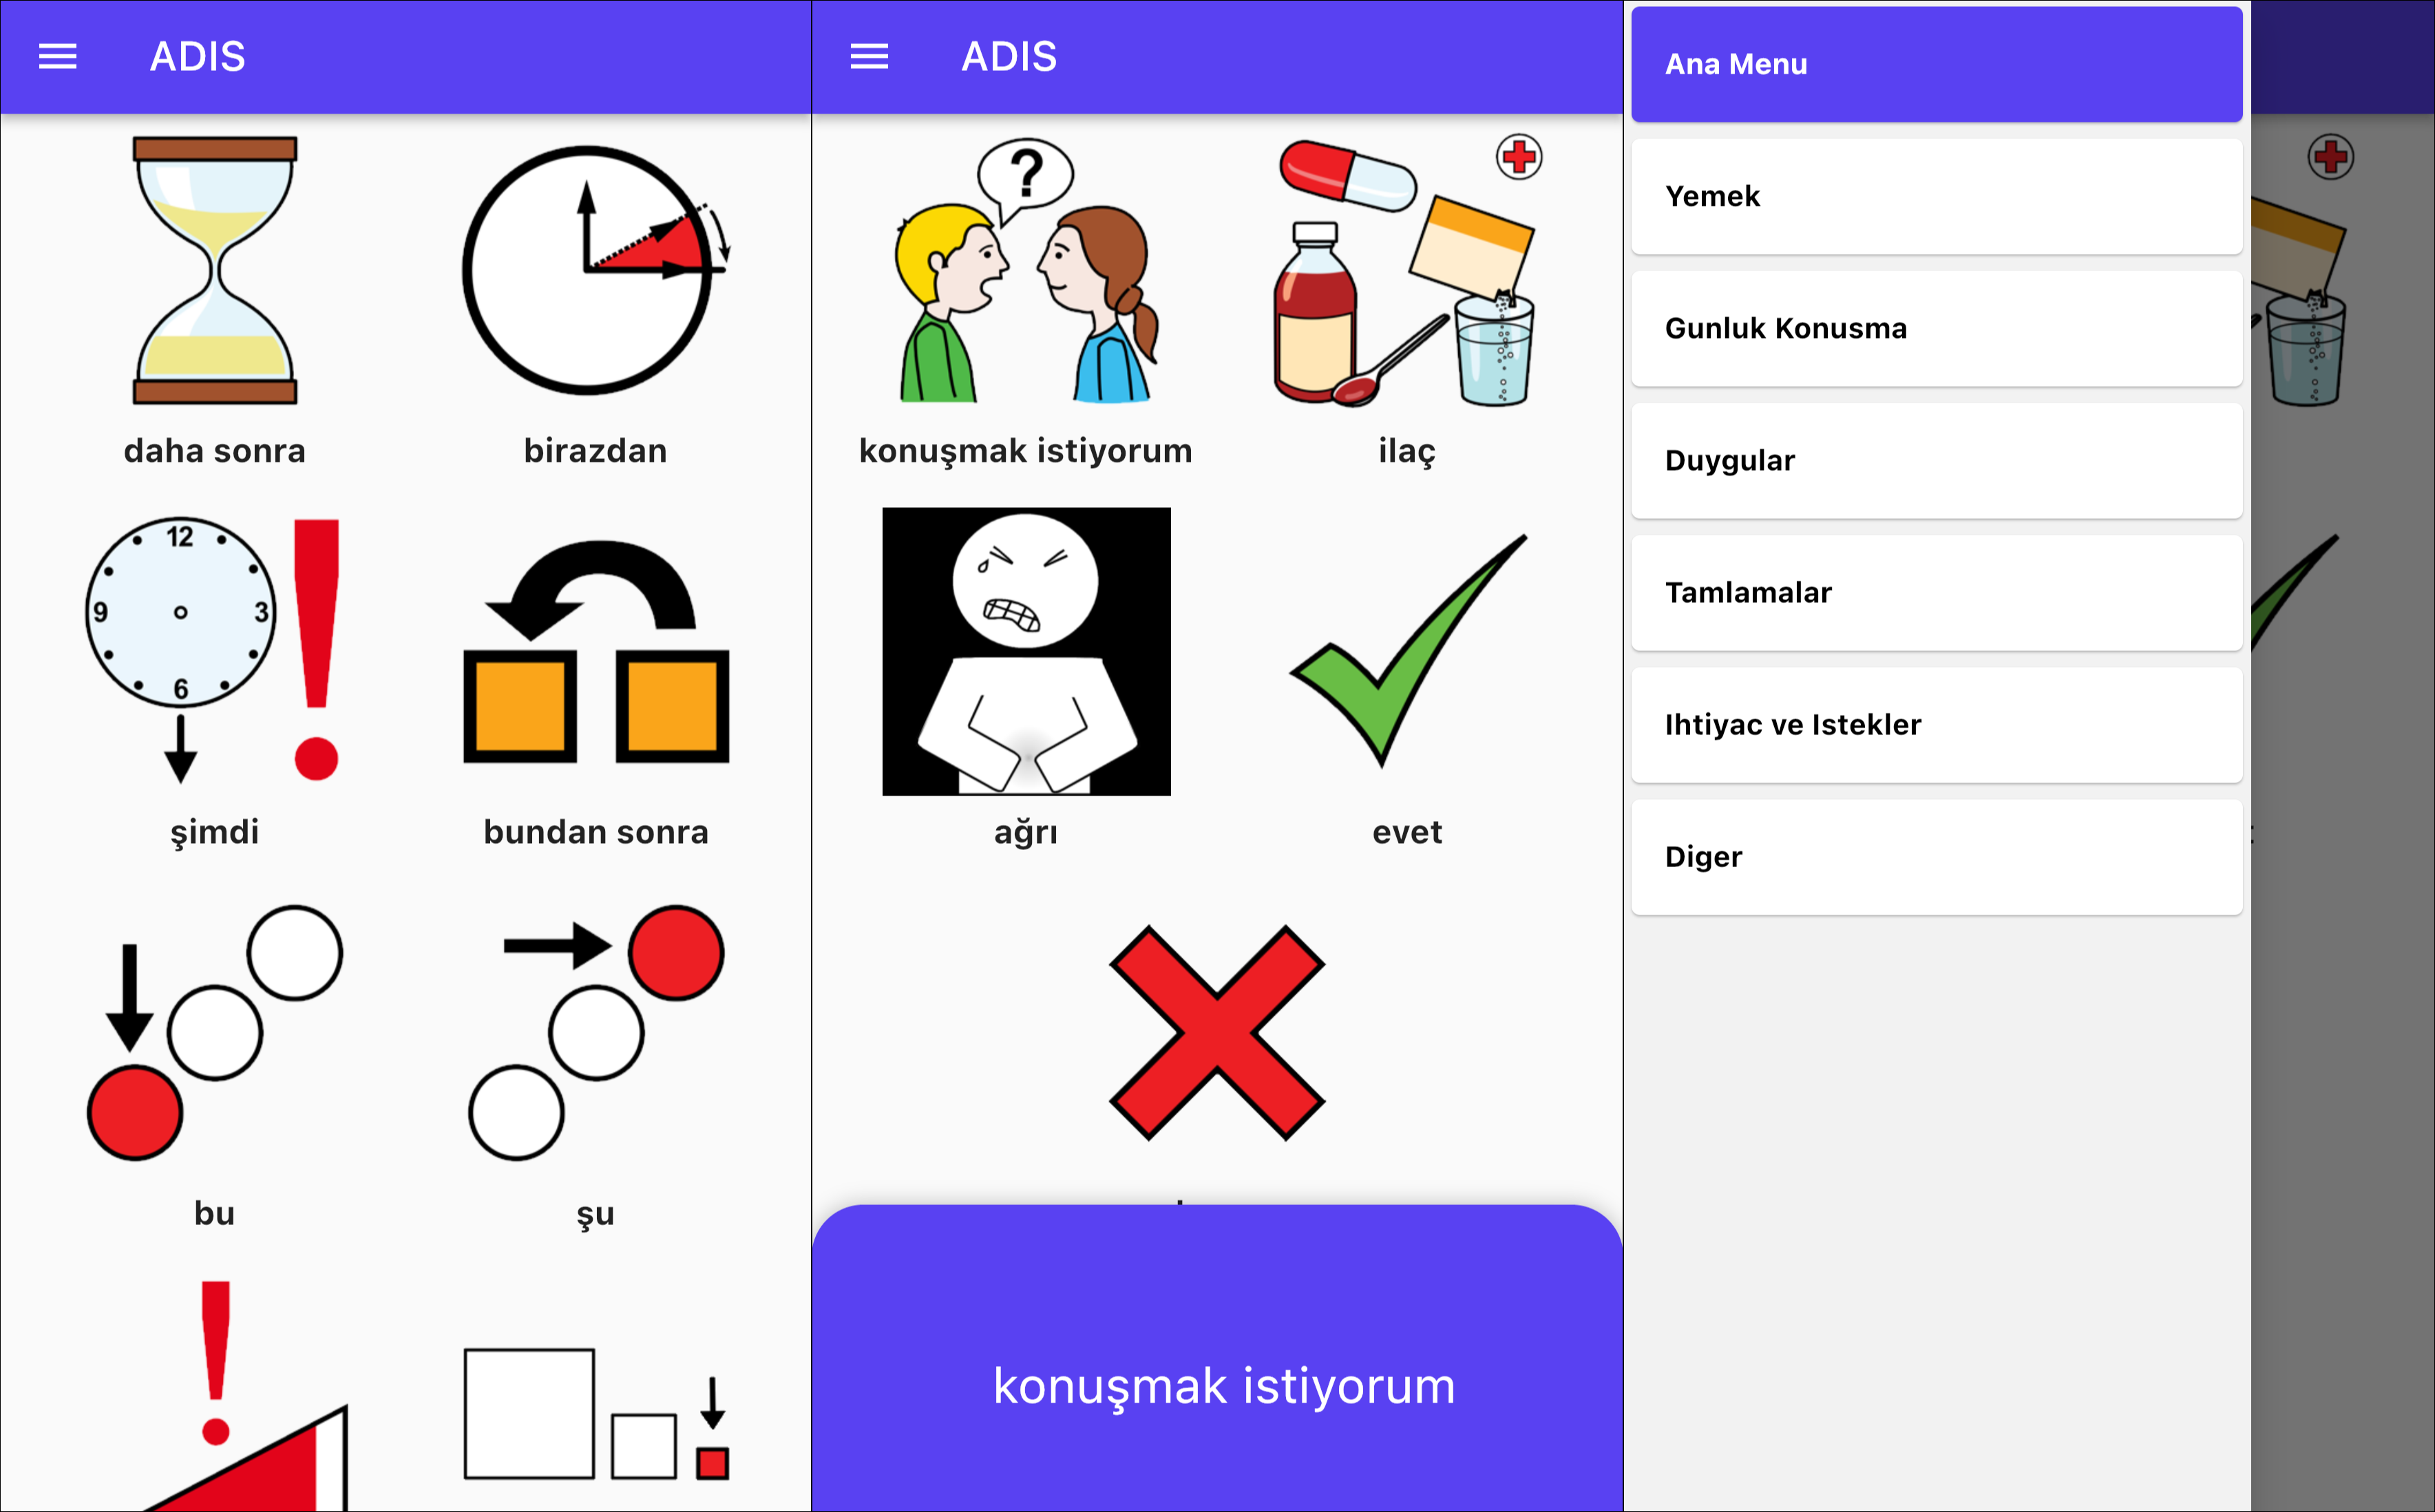 ADIS
daha sonra
birazdan
12
9
3
6
şimdi
bundan sonra
bu
şu
ADIS
?
konuşmak istiyorum
ilaç
ağrı
evet
konuşmak istiyorum
Ana Menu
Yemek
Gunluk Konusma
Duygular
Tamlamalar
Ihtiyac ve Istekler
Diger